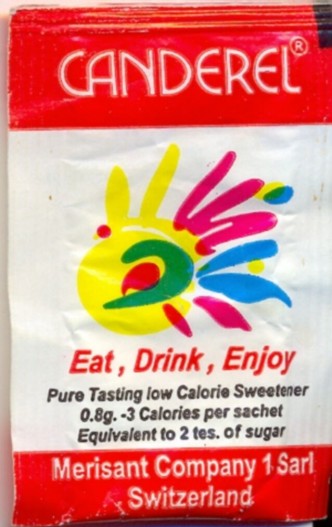 CANDEREL®
Eat, Drink, Enjoy
Pure Tasting low Calorie Sweetener
0.8g. -3 Calories per sachet
Equivalent to 2 tes. of sugar
Merisant Company 1 Sarl
Switzerland